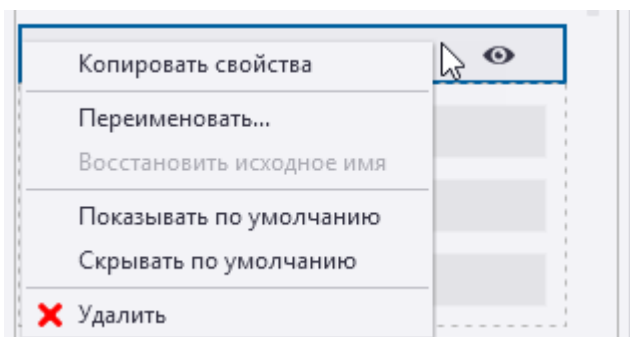 Копировать свойства
Переименовать...
Восстановить исходное имя
Показывать по умолчанию
Скрывать по умолчанию
Удалить